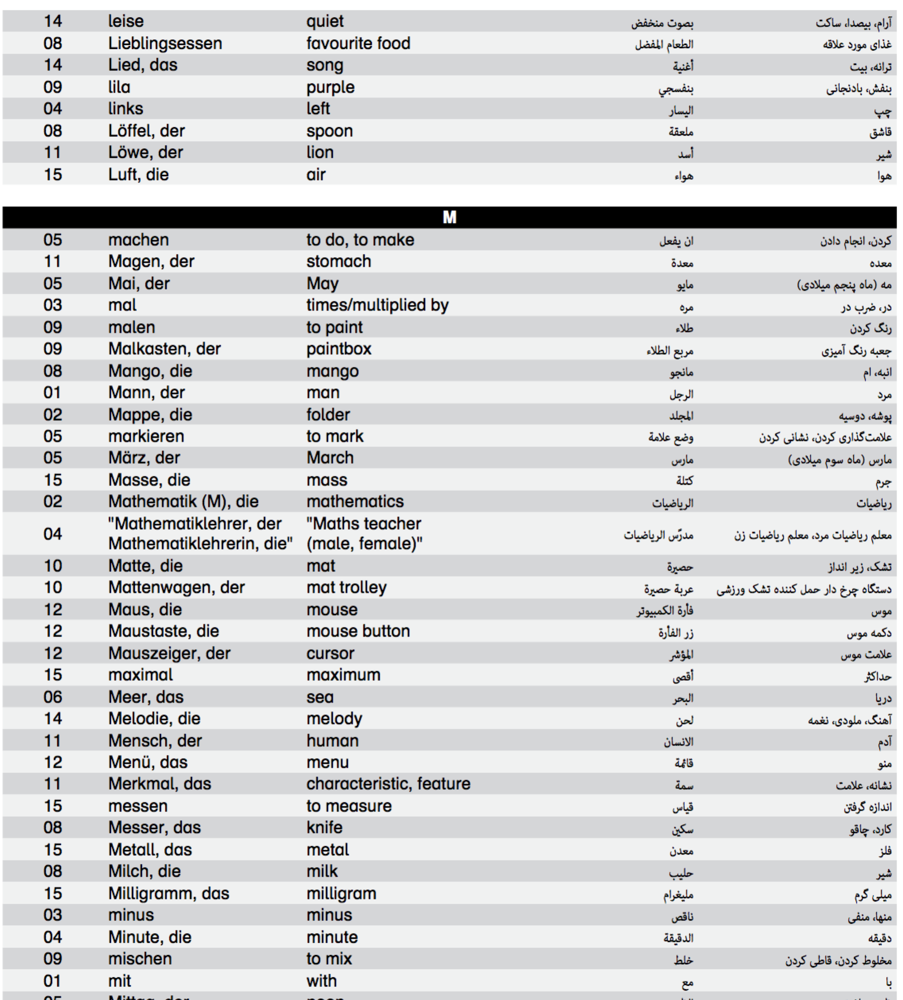 14 leise quiet بصوت منخفض آرام، بیصدا، ساکت
08 Lieblingsessen favourite food الطعام المفضل غذای مورد علاقه
14 Lied, das song أغنية ترانه، بیت
09 lila purple بنفسجي بنفش، بادنجانی
04 links left اليسار چپ
08 Löffel, der spoon ملعقة قاشق
11 Löwe, der lion أسد شیر
15 Luft, die air هواء هوا
M
05 machen to do, to make ان يفعل کردن، انجام دادن
11 Magen, der stomach معدة معده
05 Mai, der May مايو مه (ماه پنجم میلادی)
03 mal times/multiplied by مره در، ضرب در
09 malen to paint طلاء رنگ کردن
09 Malkasten, der paintbox مربع الطلاء جعبه رنگ آمیزی
08 Mango, die mango مانجو انبه، ام
01 Mann, der man الرجل مرد
02 Mappe, die folder المجلد پوشه، دوسیه
05 markieren to mark وضع علامة علامت‌گذاری کردن، نشانی کردن
05 März, der March مارس مارس (ماه سوم میلادی)
15 Masse, die mass كتلة جرم
02 Mathematik (M), die mathematics الرياضيات ریاضیات
04 "Mathematiklehrer, der "Maths teacher مدرّس الرياضيات معلم ریاضیات مرد، معلم ریاضیات زن
Mathematiklehrerin, die" (male, female)"
10 Matte, die mat حصيرة تشک، زیر انداز
10 Mattenwagen, der mat trolley عربة حصيرة دستگاه چرخ دار حمل کننده تشک ورزشی
12 Maus, die mouse فأرة الكمبيوتر موس
12 Maustaste, die mouse button زر الفأرة دکمه موس
12 Mauszeiger, der cursor المؤشر علامت موس
15 maximal maximum أقصى حداکثر
06 Meer, das sea البحر دریا
14 Melodie, die melody لحن آهنگ، ملودی، نغمه
11 Mensch, der human الانسان آدم
12 Menü, das menu قائمة منو
11 Merkmal, das characteristic, feature سمة نشانه، علامت
15 messen to measure قياس اندازه گرفتن
08 Messer, das knife سكين کارد، چاقو
15 Metall, das metal معدن فلز
08 Milch, die milk حليب شیر
15 Milligramm, das milligram مليغرام میلی گرم
03 minus minus ناقص منها، منفی
04 Minute, die minute الدقيقة دقیقه
09 mischen to mix خلط مخلوط کردن، قاطی کردن
01 mit with مع با